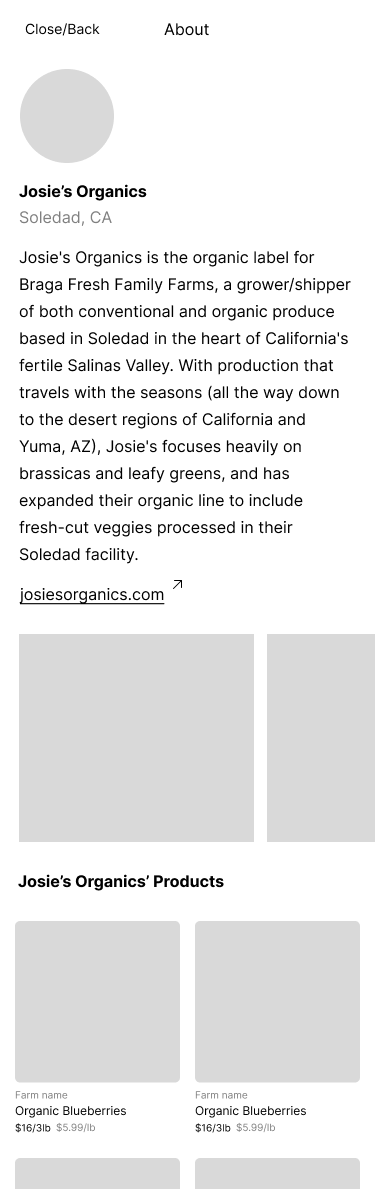 Close/Back About
Josie’s Organics
Soledad, CA
Josie's Organics is the organic label for
Braga Fresh Family Farms, a grower/shipper
of both conventional and organic produce
based in Soledad in the heart of California's
fertile Salinas Valley. With production that
travels with the seasons (all the way down
to the desert regions of California and
Yuma, AZ), Josie's focuses heavily on
brassicas and leafy greens, and has
expanded their organic line to include
fresh-cut veggies processed in their
Soledad facility.
josiesorganics.com
Josie’s Organics’ Products
Farm name Farm name
Organic Blueberries Organic Blueberries
$16/3lb $5.99/lb $16/3lb $5.99/lb